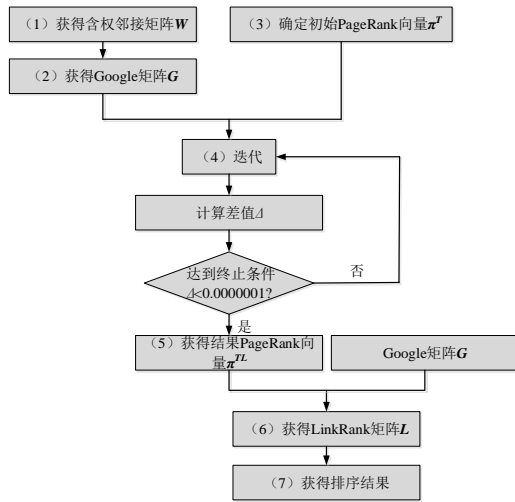 （1）获得含权邻接矩阵W
（3）确定初始PageRank向量π^T
（2）获得Google矩阵G
（4）迭代
计算差值Δ
达到终止条件
Δ<0.0000001?
否
是
（5）获得结果PageRank向
量π^TL
Google矩阵G
（6）获得LinkRank矩阵L
（7）获得排序结果